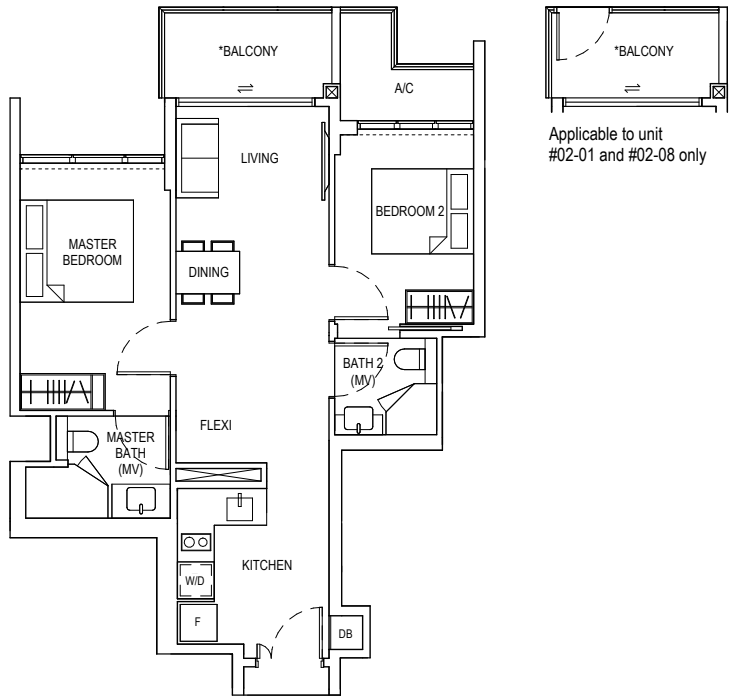 *BALCONY
*BALCONY
A/C
Applicable to unit
#02-01 and #02-08 only
LIVING
BEDROOM 2
MASTER
BEDROOM
DINING
BATH 2
(MV)
FLEXI
MASTER
BATH
(MV)
KITCHEN
W/D
F
DB